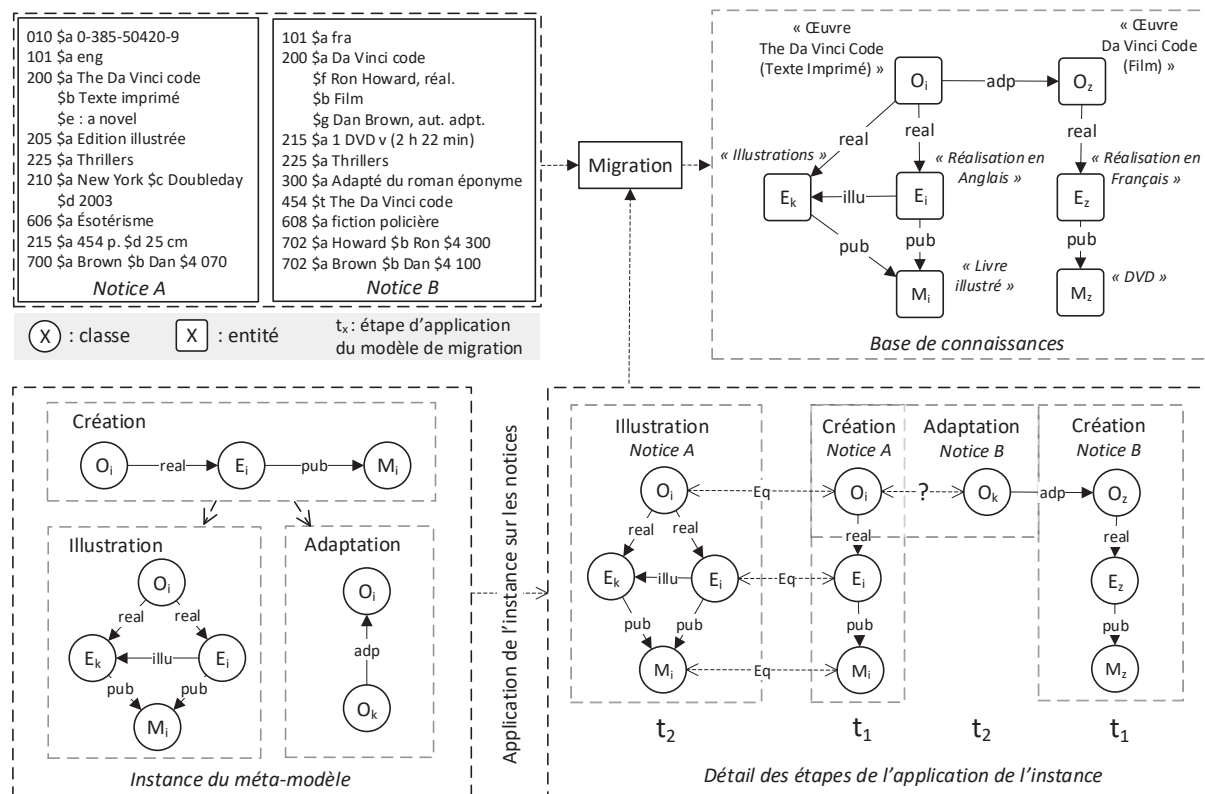 010 $a 0-385-50420-9
101 $a eng
200 $a The Da Vinci code
$b Texte imprimé
$e : a novel
205 $a Edition illustrée
225 $a Thrillers
210 $a New York $c Doubleday
$d 2003
606 $a Ésotérisme
215 $a 454 p. $d 25 cm
700 $a Brown $b Dan $4 070
Notice A
101 $a fra
200 $a Da Vinci code
$f Ron Howard, réal.
$b Film
$g Dan Brown, aut. adpt.
215 $a 1 DVD v (2 h 22 min)
225 $a Thrillers
300 $a Adapté du roman éponyme
454 $t The Da Vinci code
608 $a fiction policière
702 $a Howard $b Ron $4 300
702 $a Brown $b Dan $4 100
Notice B
X : classe
X : entité
tx : étape d'application
du modèle de migration
Migration
« Œuvre
The Da Vinci Code
(Texte Imprimé) »
« Œuvre
Da Vinci Code
(Film) »
Oi
adp
Oz
real
real
real
« Illustrations »
« Réalisation en
Anglais »
« Réalisation en
Français »
Ek
illu
Ei
Ez
pub
pub
pub
« Livre
illustré »
« DVD »
Mi
Mz
Base de connaissances
Création
Oi
real
Ei
pub
Mi
Illustration
Oi
real
real
Ek
illu
Ei
pub
pub
Mi
Adaptation
Oi
adp
Ok
Instance du méta-modèle
Application de l'instance sur les notices
Illustration
Notice A
Oi
real
real
Ek
illu
Ei
pub
pub
Mi
Eq
Eq
Eq
Création
Notice A
Oi
real
Ei
pub
Mi
?
Adaptation
Notice B
Ok
adp
Création
Notice B
Oz
real
Ez
pub
Mz
t2
t1
t2
t1
Détail des étapes de l'application de l'instance